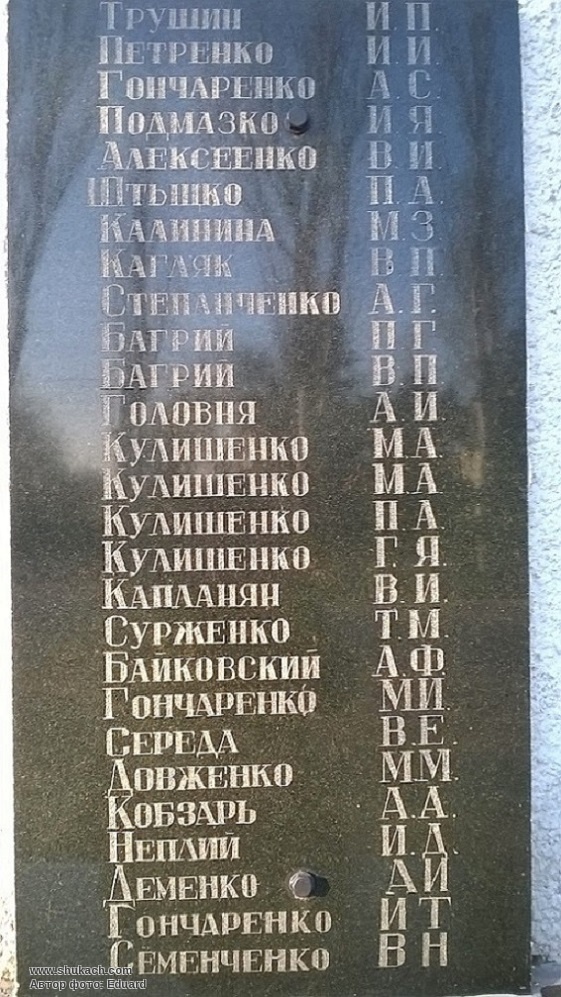 Трушин И. П.
Петренко И. И.
Гончаренко А. С.
Подмазко И Я.
Алексеенко В. И.
Штышко П. А.
Калинина М. З.
Кагляк В П.
Степанченко А. Г.
Багрий П Г
Багрий В. П.
Головня А И.
Кулишенко М. А.
Кулишенко М. А
Кулишенко П. А
Кулишенко Г. Я.
Капланян В. И.
Сурженко Т. М.
Байковский А. Ф.
Гончаренко М И.
Середа В. Е.
Довженко М. М.
Кобзарь А. А.
Неплий И. Д.
Деменко А И
Гончаренко И Т
Семенченко В Н
www.shukach.com
Автор фото: Eduard